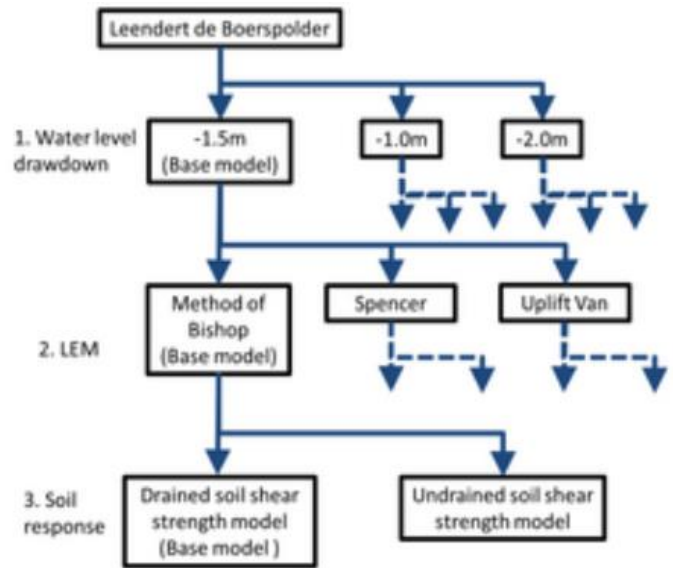 Leendert de Boerspolder
1. Water level
drawdown
-1.5m
(Base model)
-1.0m
-2.0m
2. LEM
Method of
Bishop
(Base model)
Spencer
Uplift Van
3. Soil
response
Drained soil shear
strength model
(Base model )
Undrained soil shear
strength model